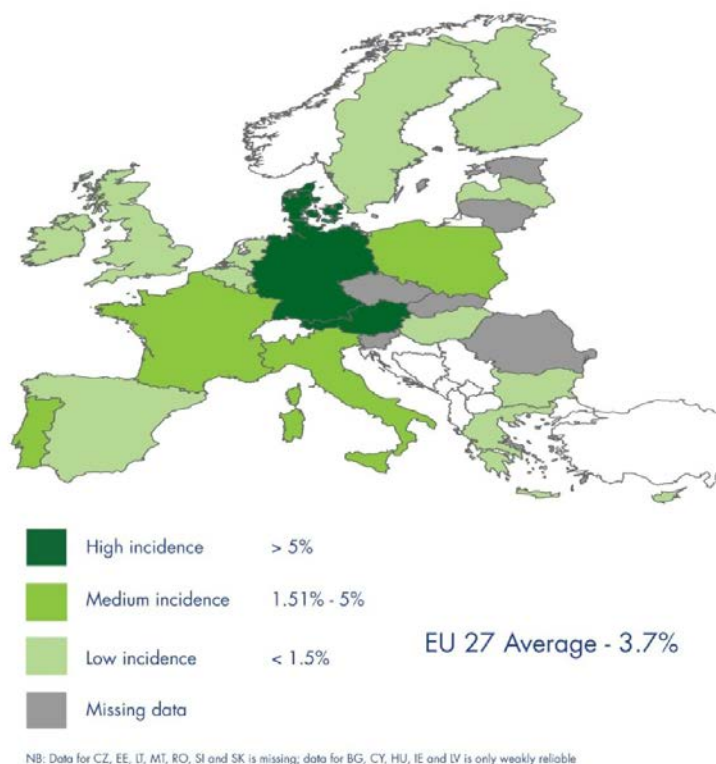 High incidence > 5%
Medium incidence 1.51% - 5%
EU 27 Average - 3.7%
Low incidence < 1.5%
Missing data
NB: Data for CZ, EE, LT, MT, RO, SI and SK is missing; data for BG, CY, HU, IE and LV is only weakly reliable